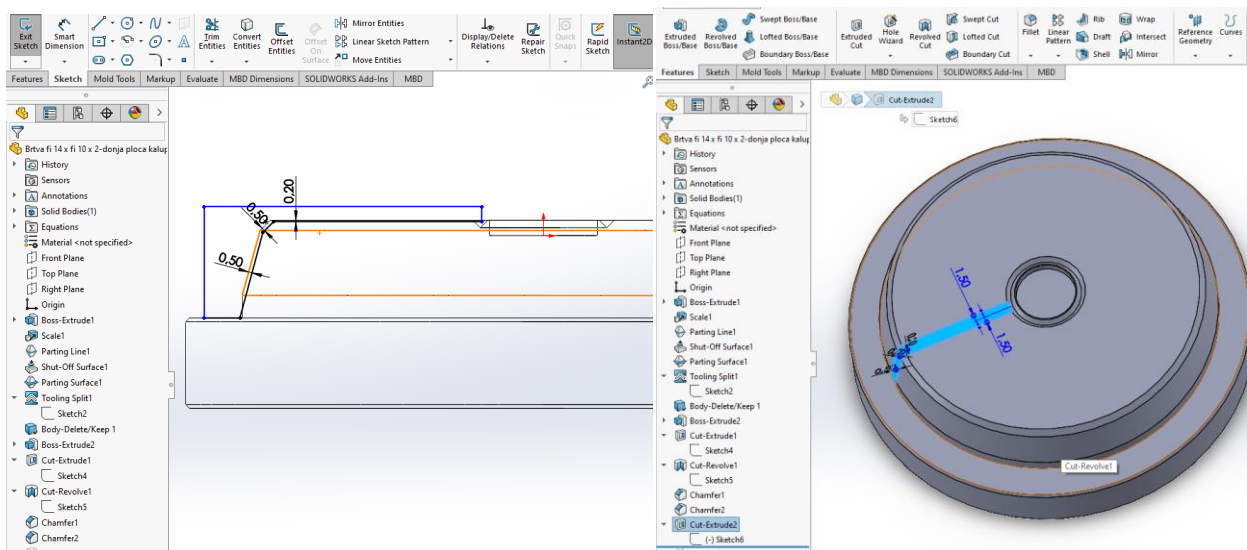 Exit Sketch
Smart Dimension
Trim Entities
Convert Entities
Offset Entities
Offset On Surface
Mirror Entities
Linear Sketch Pattern
Move Entities
Display/Delete Relations
Repair Sketch
Quick Snaps
Rapid Sketch
Instant2D
Features Sketch Mold Tools Markup Evaluate MBD Dimensions SOLIDWORKS Add-Ins MBD
Brtva fi 14 x fi 10 x 2-donja ploca kalup
History
Sensors
Annotations
Solid Bodies(1)
Equations
Material <not specified>
Front Plane
Top Plane
Right Plane
Origin
Boss-Extrude1
Scale1
Parting Line1
Shut-Off Surface1
Parting Surface1
Tooling Split1
Sketch2
Body-Delete/Keep 1
Boss-Extrude2
Cut-Extrude1
Sketch4
Cut-Revolve1
Sketch5
Chamfer1
Chamfer2
0,20
0,50
0,50
Extruded Boss/Base
Revolved Boss/Base
Swept Boss/Base
Lofted Boss/Base
Boundary Boss/Base
Extruded Cut
Hole Wizard
Revolved Cut
Swept Cut
Lofted Cut
Boundary Cut
Fillet
Linear Pattern
Rib
Draft
Shell
Wrap
Intersect
Mirror
Reference Geometry
Curves
Features Sketch Mold Tools Markup Evaluate MBD Dimensions SOLIDWORKS Add-Ins MBD
Brtva fi 14 x fi 10 x 2-donja ploca kalup
History
Sensors
Annotations
Solid Bodies(1)
Equations
Material <not specified>
Front Plane
Top Plane
Right Plane
Origin
Boss-Extrude1
Scale1
Parting Line1
Shut-Off Surface1
Parting Surface1
Tooling Split1
Sketch2
Body-Delete/Keep 1
Boss-Extrude2
Cut-Extrude1
Sketch4
Cut-Revolve1
Sketch5
Chamfer1
Chamfer2
Cut-Extrude2
(-) Sketch6
Cut-Extrude2
Sketch6
1,50
1,50
Cut-Revolve1